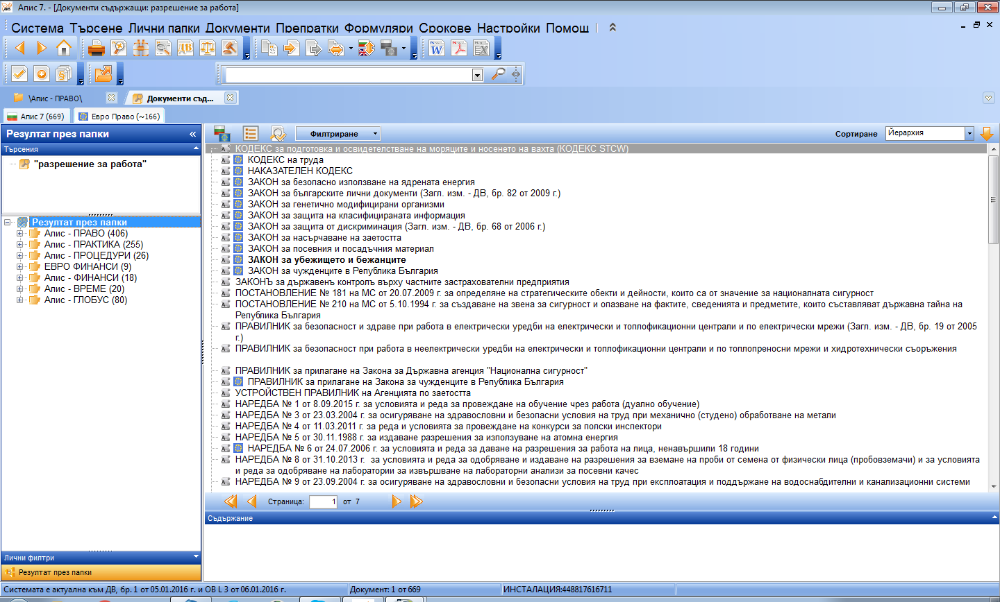 Апис 7. - [Документи съдържащи: разрешение за работа]
Система Търсене Лични папки Документи Препратки Формуляри Срокове Настройки Помощ
\Апис - ПРАВО\
Документи съд...
Апис 7 (669)
Евро Право (~166)
Резултат през папки
Търсения
"разрешение за работа"
Резултат през папки
Апис - ПРАВО (406)
Апис - ПРАКТИКА (255)
Апис - ПРОЦЕДУРИ (26)
ЕВРО ФИНАНСИ (9)
Апис - ФИНАНСИ (18)
Апис - ВРЕМЕ (20)
Апис - ГЛОБУС (80)
Лични филтри
Резултат през папки
Филтриране
Сортиране
Йерархия
КОДЕКС за подготовка и освидетелстване на моряците и носенето на вахта (КОДЕКС STCW)
КОДЕКС на труда
НАКАЗАТЕЛЕН КОДЕКС
ЗАКОН за безопасно използване на ядрената енергия
ЗАКОН за българските лични документи (Загл. изм. - ДВ, бр. 82 от 2009 г.)
ЗАКОН за генетично модифицирани организми
ЗАКОН за защита на класифицираната информация
ЗАКОН за защита от дискриминация (Загл. изм. - ДВ, бр. 68 от 2006 г.)
ЗАКОН за насърчаване на заетостта
ЗАКОН за посевния и посадъчния материал
ЗАКОН за убежището и бежанците
ЗАКОН за чужденците в Република България
ЗАКОНЪ за държавенъ контролъ върху частните застрахователни предприятия
ПОСТАНОВЛЕНИЕ № 181 на МС от 20.07.2009 г. за определяне на стратегическите обекти и дейности, които са от значение за националната сигурност
ПОСТАНОВЛЕНИЕ № 210 на МС от 5.10.1994 г. за създаване на звена за сигурност и опазване на фактите, сведенията и предметите, които съставляват държавна тайна на
Република България
ПРАВИЛНИК за безопасност и здраве при работа в електрически уредби на електрически и топлофикационни централи и по електрически мрежи (Загл. изм. - ДВ, бр. 19 от 2005
г.)
ПРАВИЛНИК за безопасност при работа в неелектрически уредби на електрически и топлофикационни централи и по топлопреносни мрежи и хидротехнически съоръжения
ПРАВИЛНИК за прилагане на Закона за Държавна агенция "Национална сигурност"
ПРАВИЛНИК за прилагане на Закона за чужденците в Република България
УСТРОЙСТВЕН ПРАВИЛНИК на Агенцията по заетостта
НАРЕДБА № 1 от 8.09.2015 г. за условията и реда за провеждане на обучение чрез работа (дуално обучение)
НАРЕДБА № 3 от 23.03.2004 г. за осигуряване на здравословни и безопасни условия на труд при механично (студено) обработване на метали
НАРЕДБА № 4 от 11.03.2011 г. за реда и условията за провеждане на конкурси за полски инспектори
НАРЕДБА № 5 от 30.11.1988 г. за издаване разрешения за използуване на атомна енергия
НАРЕДБА № 6 от 24.07.2006 г. за условията и реда за даване на разрешения за работа на лица, ненавършили 18 години
НАРЕДБА № 8 от 31.10.2013 г. за условията и реда за одобряване и издаване на разрешения за вземане на проби от семена от физически лица (пробовземачи) и за условията
и реда за одобряване на лаборатории за извършване на лабораторни анализи за посевни качес
НАРЕДБА № 9 от 23.09.2004 г. за осигуряване на здравословни и безопасни условия на труд при експлоатация и поддържане на водоснабдителни и канализационни системи
Страница: 1 от 7
Съдържание
Системата е актуална към ДВ, бр. 1 от 05.01.2016 г. и ОВ L 3 от 06.01.2016 г.
Документ: 1 от 669
ИНСТАЛАЦИЯ:448817616711